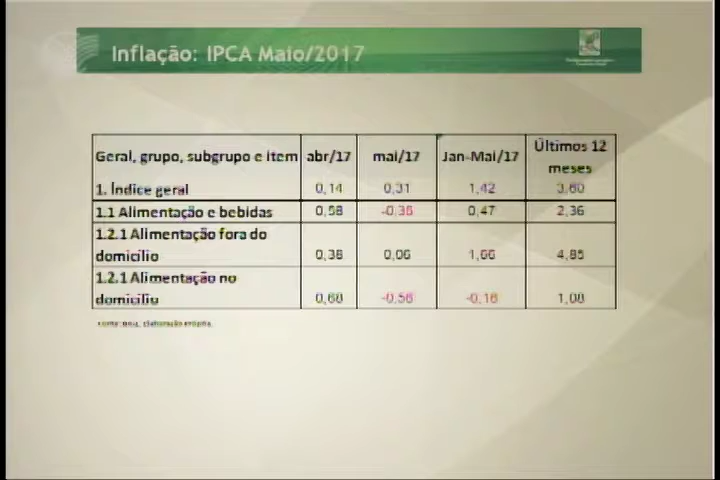 Inflação: IPCA Maio/2017
Geral, grupo, subgrupo e item abr/17 mai/17 Jan-Mai/17 Últimos 12 meses
1. Índice geral 0,14 0,31 1,42 3,60
1.1 Alimentação e bebidas 0,58 -0,35 0,47 2,36
1.2.1 Alimentação fora do
domicílio 0,38 0,06 1,66 4,85
1.2.1 Alimentação no
domicílio 0,68 -0,56 -0,16 1,08